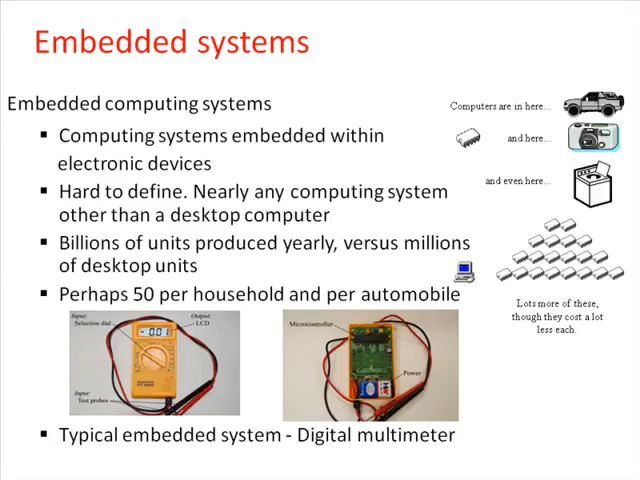 Embedded systems
Embedded computing systems
▪ Computing systems embedded within
electronic devices
▪ Hard to define. Nearly any computing system
other than a desktop computer
▪ Billions of units produced yearly, versus millions
of desktop units
▪ Perhaps 50 per household and per automobile
Computers are in here...
and here...
and even here...
Lots more of these,
though they cost a lot
less each.
Input:
Selection dial
Output:
LCD
- 0.01
Input:
Test probes
Microcontroller
Power
▪ Typical embedded system - Digital multimeter